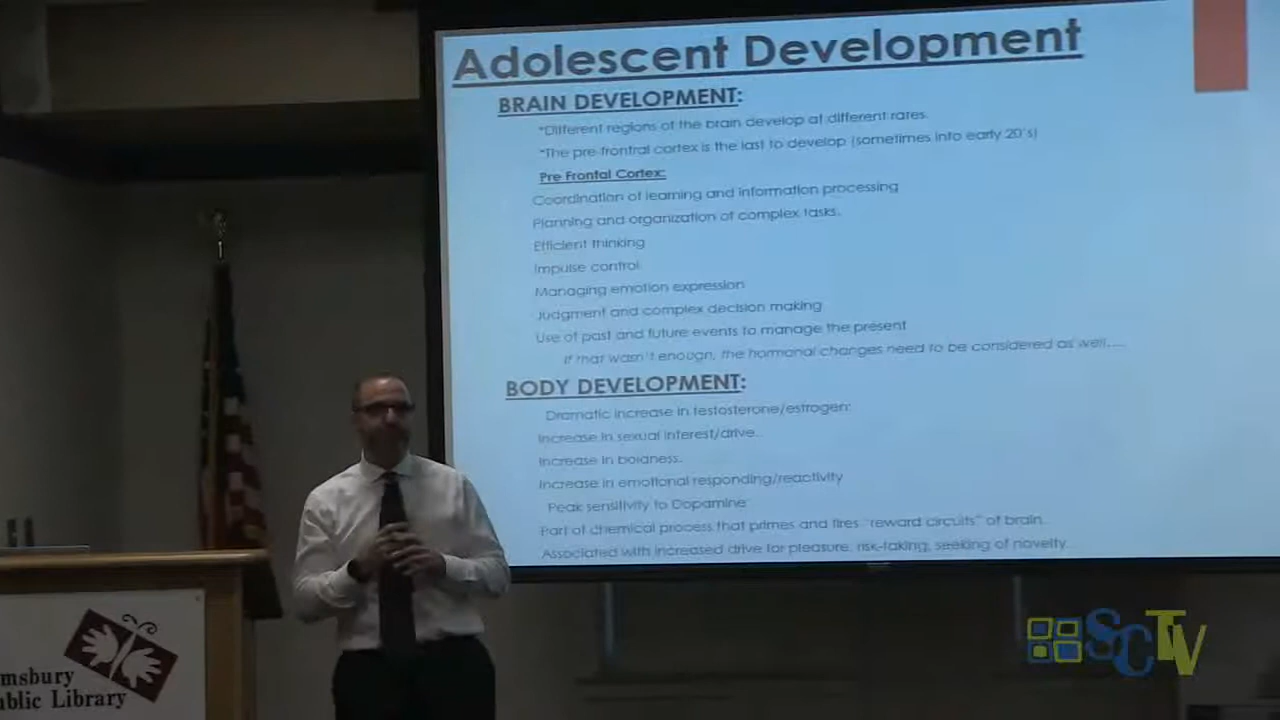 Adolescent Development
BRAIN DEVELOPMENT:
*Different regions of the brain develop at different rates.
*The pre-frontral cortex is the last to develop (sometimes into early 20's)
Pre Frontal Cortex:
Coordination of learning and information processing
Planning and organization of complex tasks.
Efficient thinking
Impulse control
Managing emotion expression
Judgment and complex decision making
Use of past and future events to manage the present
If that wasn't enough, the hormonal changes need to be considered as well.....
BODY DEVELOPMENT:
Dramatic increase in testosterone/estrogen:
Increase in sexual interest/drive..
Increase in boldness.
Increase in emotional responding/reactivity
Peak sensitivity to Dopamine
Part of chemical process that primes and fires "reward circuits" of brain..
Associated with increased drive for pleasure, risk-taking, seeking of novelty..
msbury
blic Library
SCTV